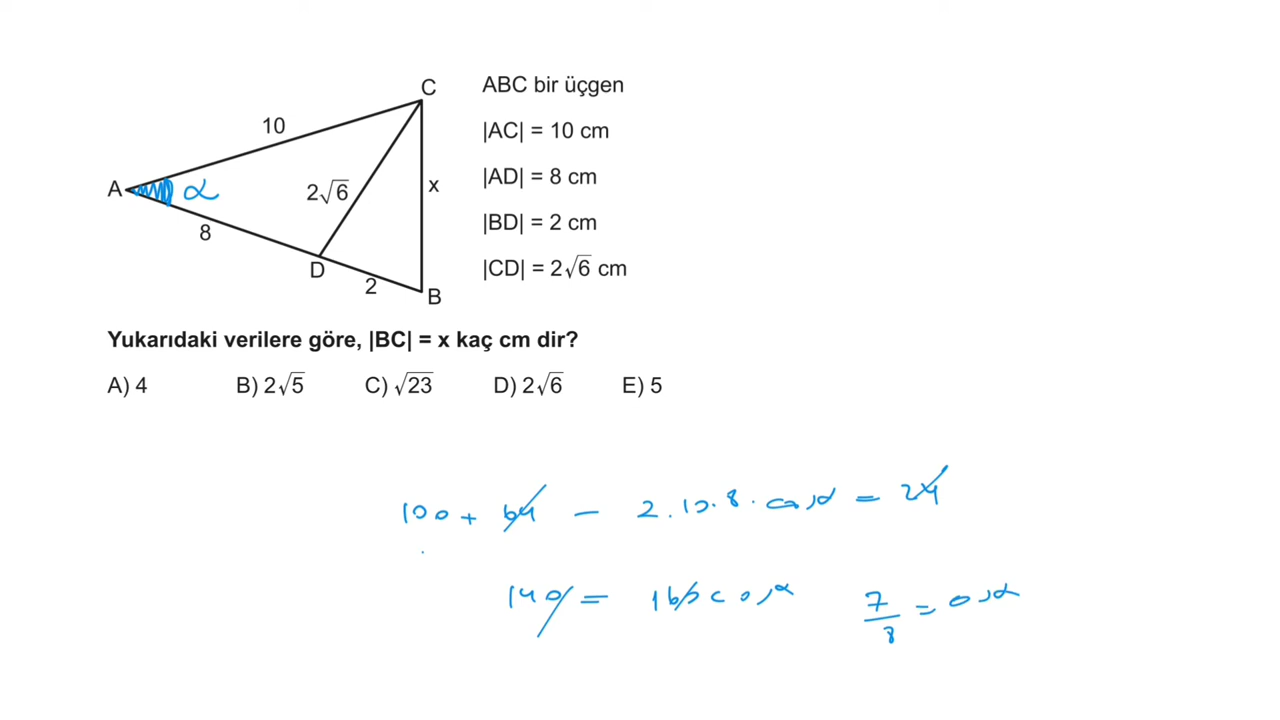 C
ABC bir üçgen
10
|AC| = 10 cm
A
α
2√6
x
|AD| = 8 cm
8
|BD| = 2 cm
D
2
B
|CD| = 2√6 cm
Yukarıdaki verilere göre, |BC| = x kaç cm dir?
A) 4 B) 2√5 C) √23 D) 2√6 E) 5
100 + 64 - 2.10.8.cosα = 24
140 = 160cosα 7/8 = cosα